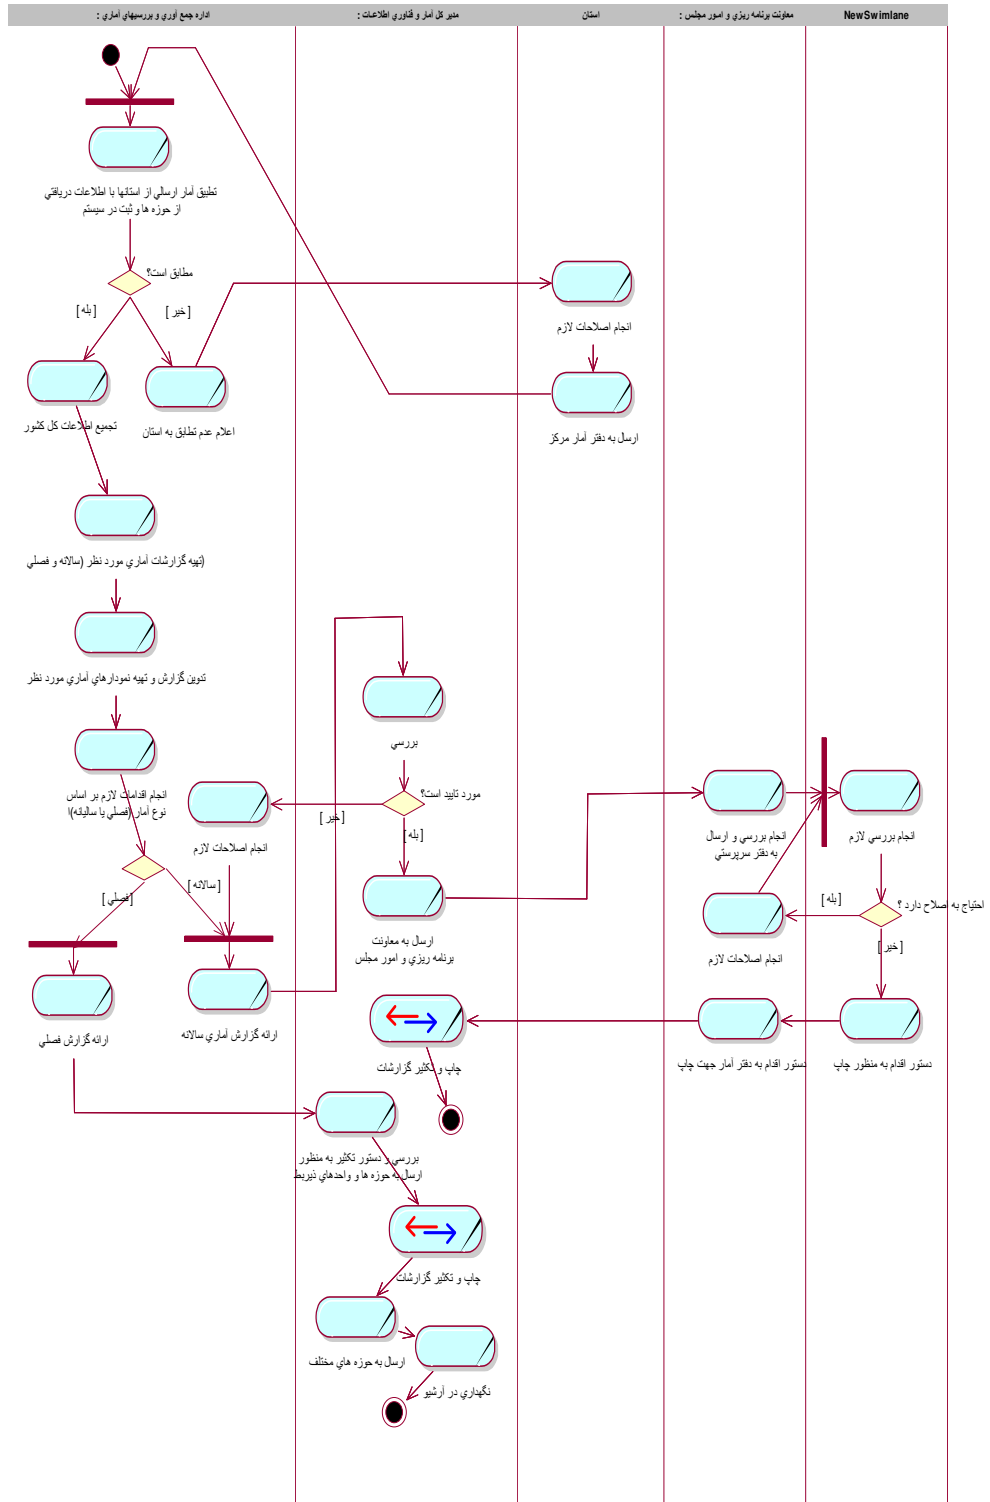 اداره جمع آوري و بررسيهاي آماري :
مدير كل آمار و فناوري اطلاعات :
استان
معاونت برنامه ريزي و امور مجلس :
NewSwimlane
تطبيق آمار ارسالي از استانها با اطلاعات دريافتي
از حوزه ها و ثبت در سيستم
مطابق است؟
[ بله ]
[ خير ]
انجام اصلاحات لازم
تجميع اطلاعات كل كشور
اعلام عدم تطابق به استان
ارسال به دفتر آمار مركز
تهيه گزارشات آماري مورد نظر (سالانه و فصلي)
تدوين گزارش و تهيه نمودارهاي آماري مورد نظر
بررسي
انجام اقدامات لازم بر اساس
نوع آمار (فصلي يا ساليانه)ا
مورد تاييد است؟
[ خير ]
[ بله ]
انجام اصلاحات لازم
انجام بررسي و ارسال
به دفتر سرپرستي
انجام بررسي لازم
[ فصلي ]
[ سالانه ]
احتياج به اصلاح دارد ؟
[ بله ]
[ خير ]
ارسال به معاونت
برنامه ريزي و امور مجلس
انجام اصلاحات لازم
ارائه گزارش فصلي
ارائه گزارش آماري سالانه
چاپ و تكثير گزارشات
دستور اقدام به دفتر آمار جهت چاپ
دستور اقدام به منظور چاپ
بررسي و دستور تكثير به منظور
ارسال به حوزه ها و واحدهاي ذيربط
چاپ و تكثير گزارشات
ارسال به حوزه هاي مختلف
نگهداري در آرشيو